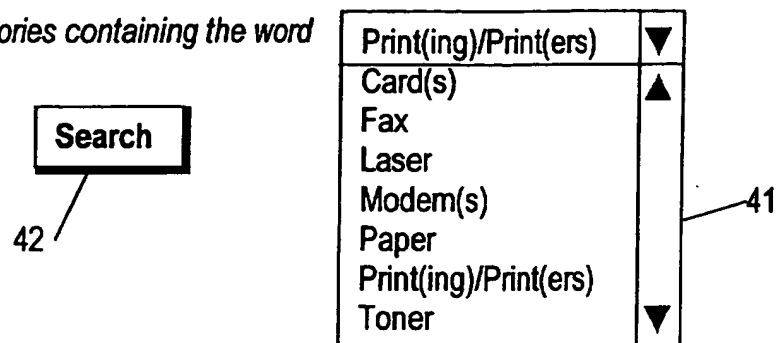 containing the word
Print(ing)/Print(ers)
Card(s)
Fax
Laser
Modem(s)
Paper
Print(ing)/Print(ers)
Toner
Search
42
41